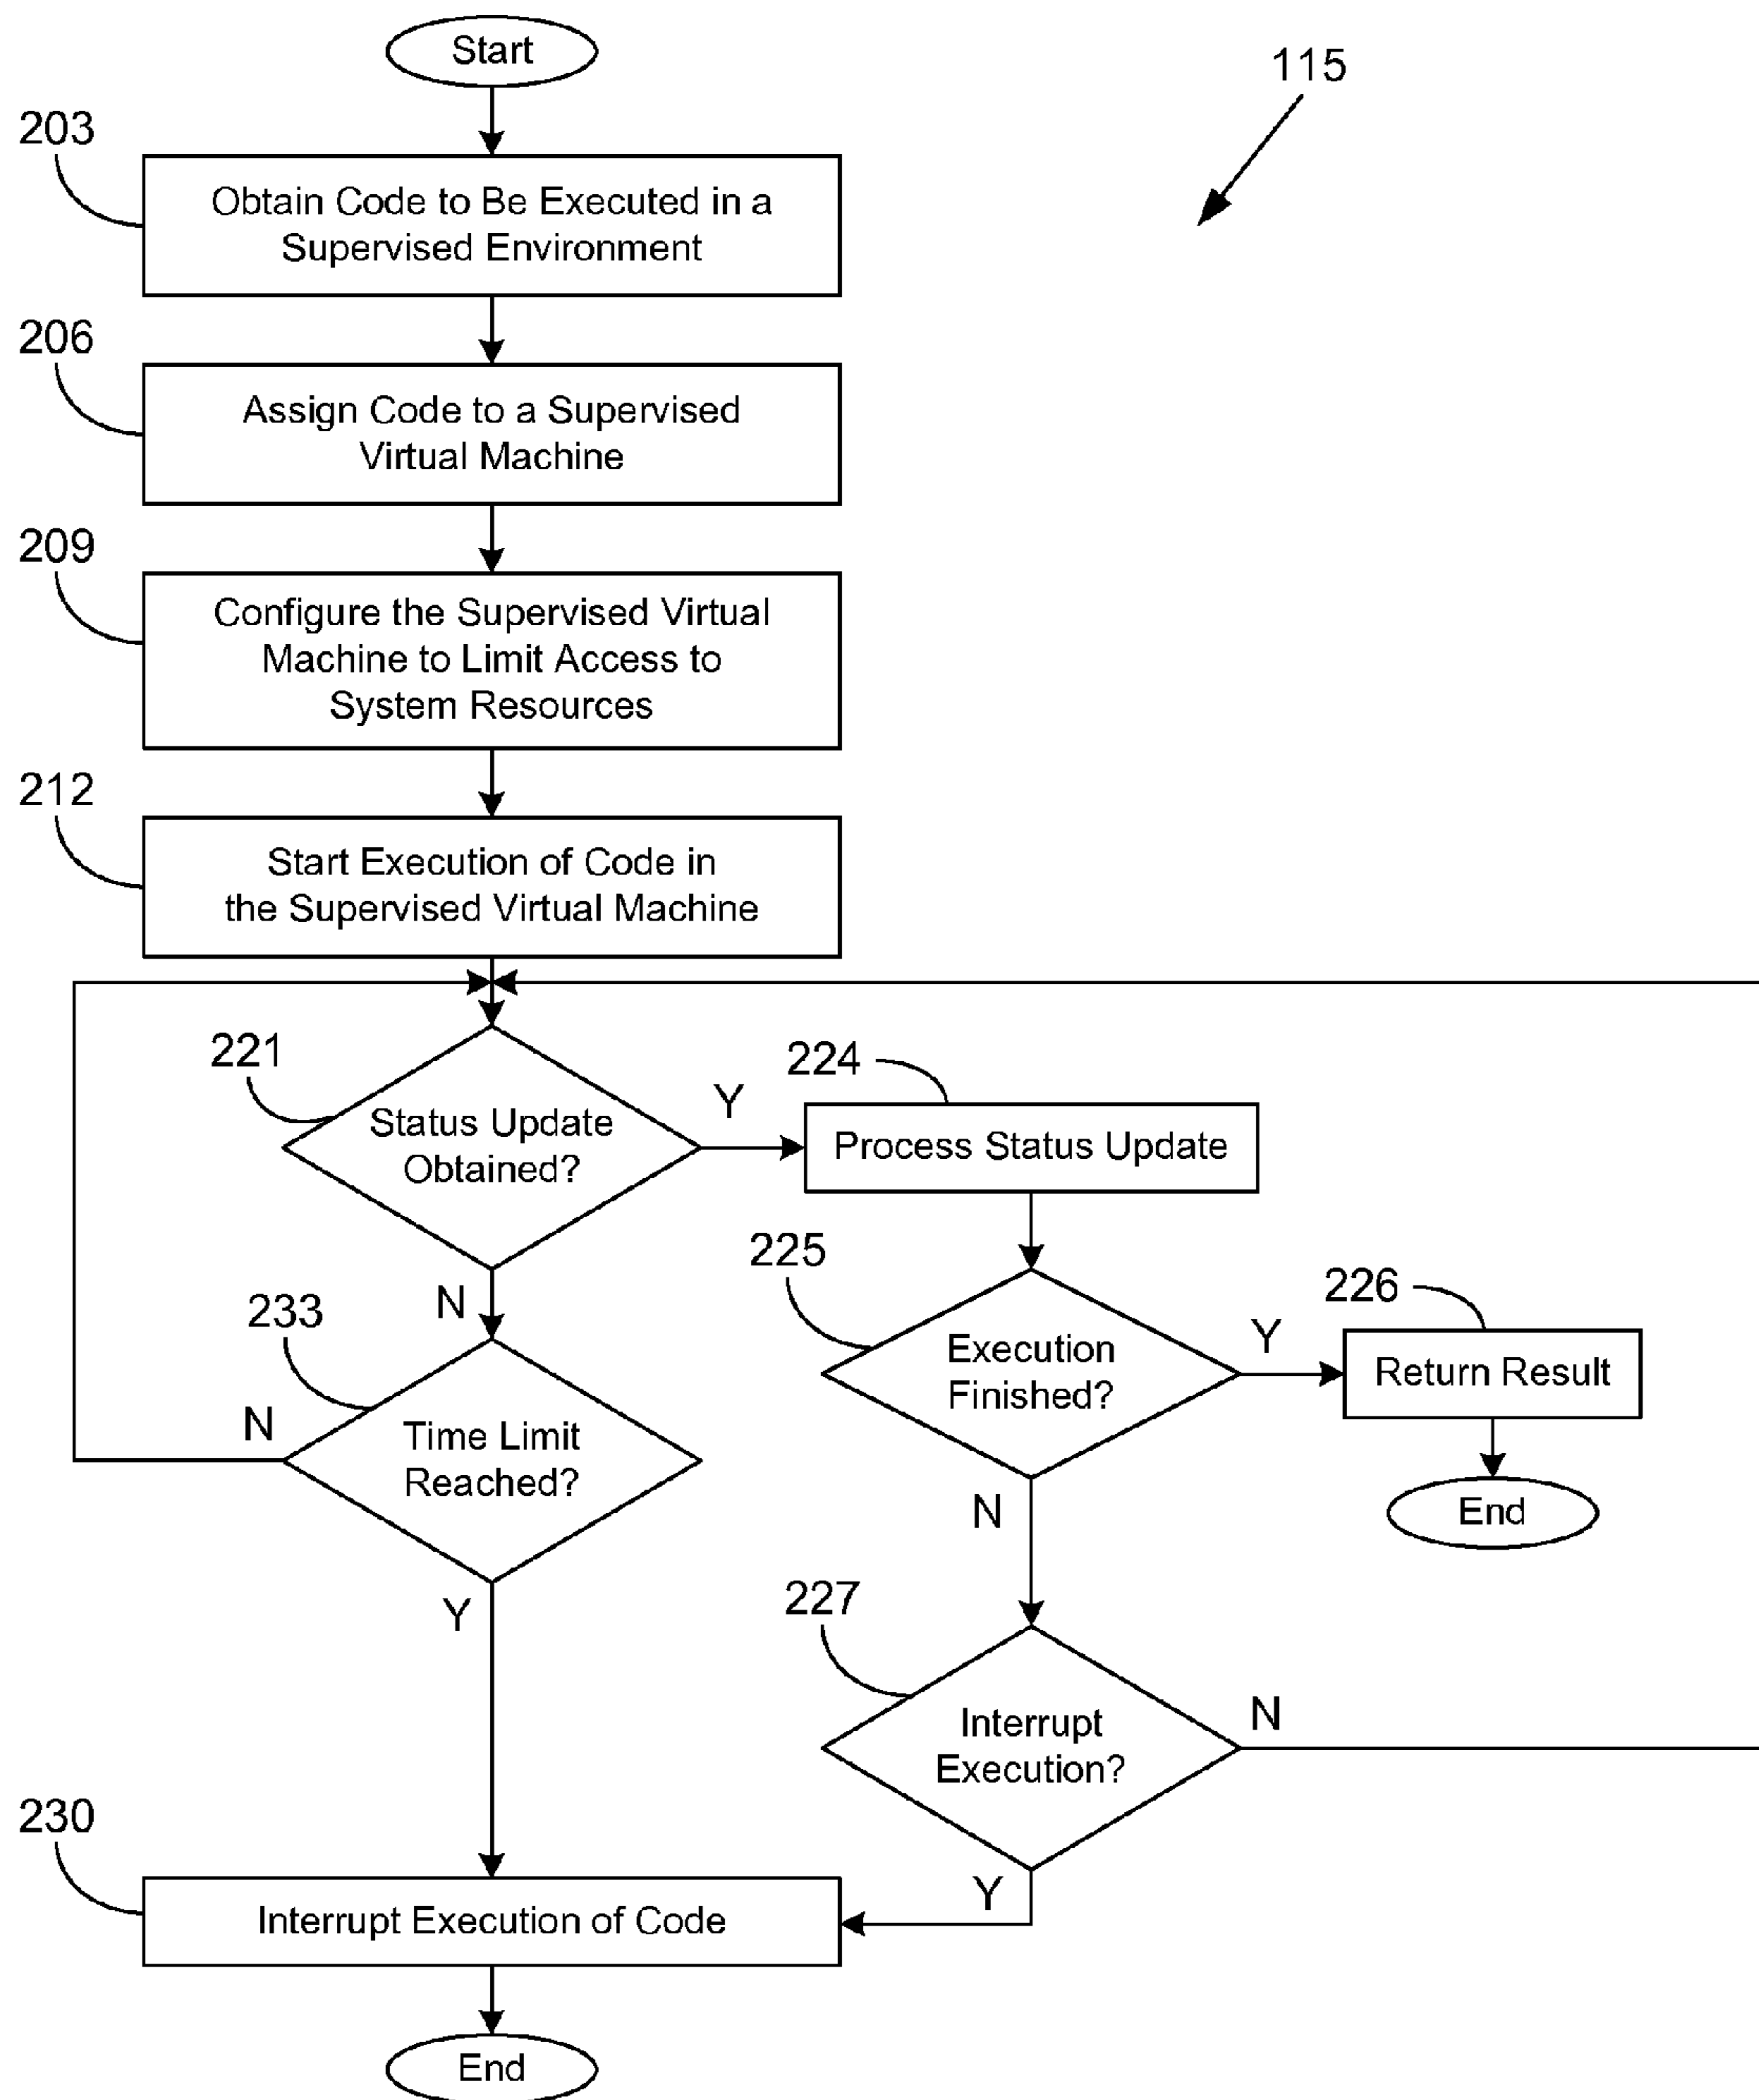 Start
115
203
Obtain Code to Be Executed in a
Supervised Environment
206
Assign Code to a Supervised
Virtual Machine
209
Configure the Supervised Virtual
Machine to Limit Access to
System Resources
212
Start Execution of Code in
the Supervised Virtual Machine
221
Status Update
Obtained?
Y
224
Process Status Update
N
225
Execution
Finished?
Y
226
Return Result
End
233
Time Limit
Reached?
N
Y
N
227
Interrupt
Execution?
N
Y
230
Interrupt Execution of Code
End